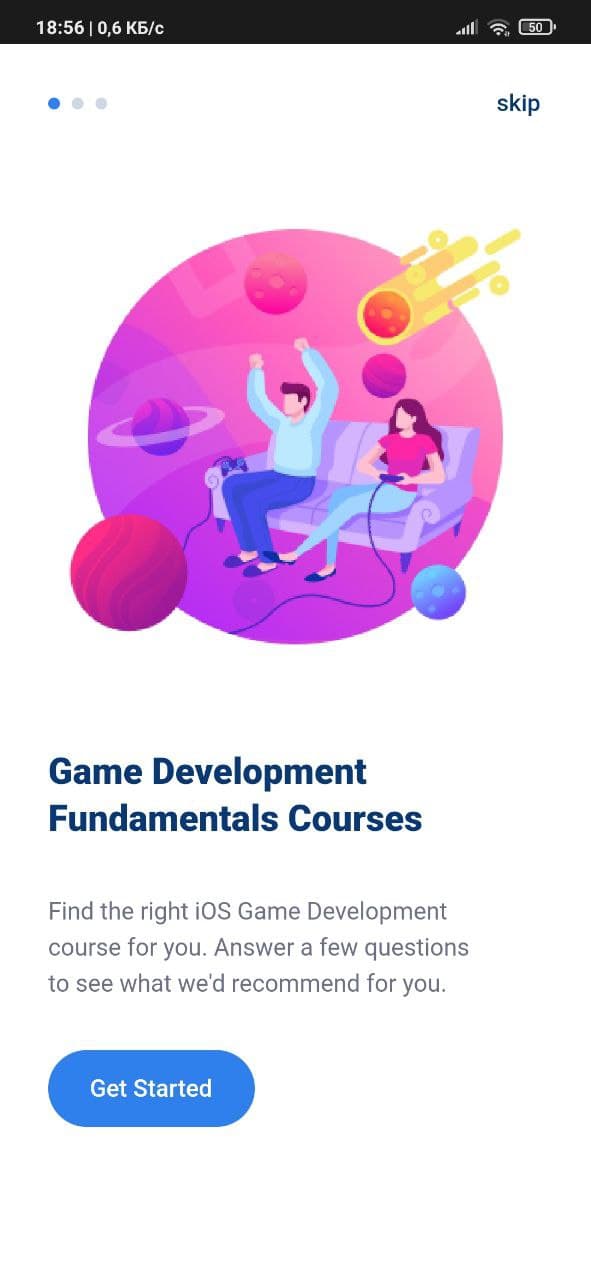 18:56 | 0,6 КБ/с
50
skip
Game Development
Fundamentals Courses
Find the right iOS Game Development
course for you. Answer a few questions
to see what we'd recommend for you.
Get Started